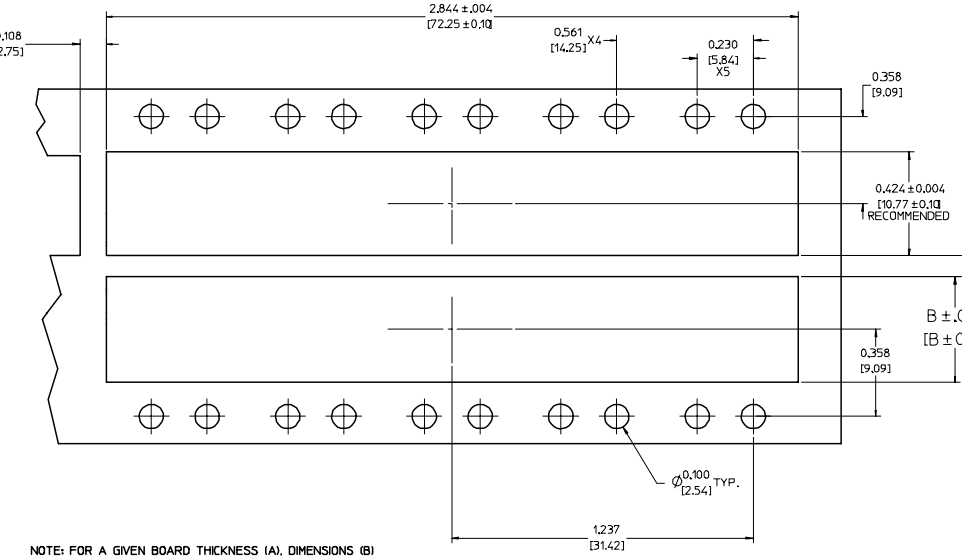 2.844 ±.004
[72.25 ±0.10]
0.108
2.75]
0.561
[14.25] X4
0.230
[5.84]
X5
0.358
[9.09]
0.424 ±0.004
[10.77 ±0.10]
RECOMMENDED
B ±.0
[B ±0
0.358
[9.09]
Ø 0.100 TYP.
[2.54]
1.237
[31.42]
NOTE: FOR A GIVEN BOARD THICKNESS (A), DIMENSIONS (B)